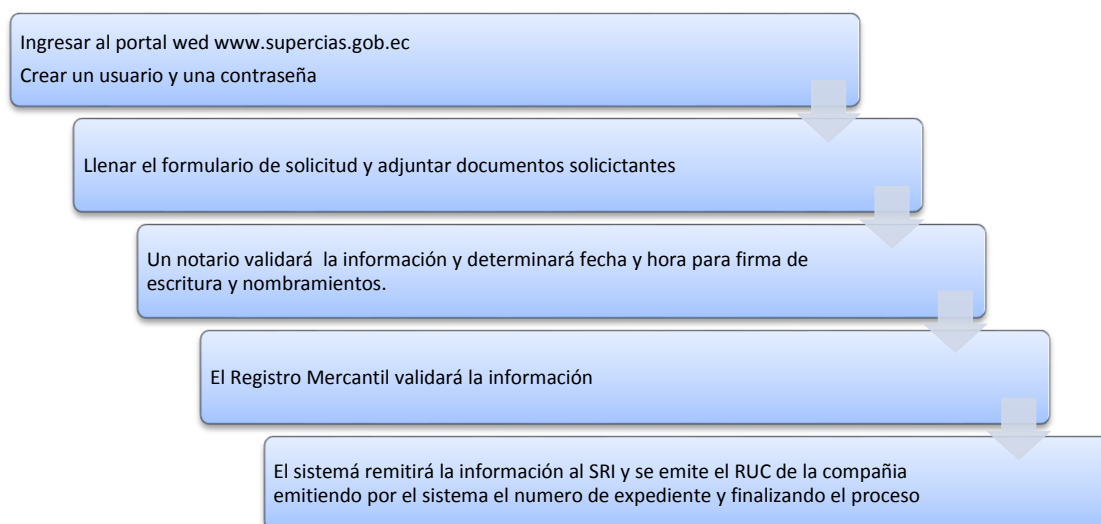 Ingresar al portal wed www.supercias.gob.ec
Crear un usuario y una contraseña
Llenar el formulario de solicitud y adjuntar documentos solicictantes
Un notario validará la información y determinará fecha y hora para firma de
escritura y nombramientos.
El Registro Mercantil validará la información
El sistemá remitirá la información al SRI y se emite el RUC de la compañia
emitiendo por el sistema el numero de expediente y finalizando el proceso